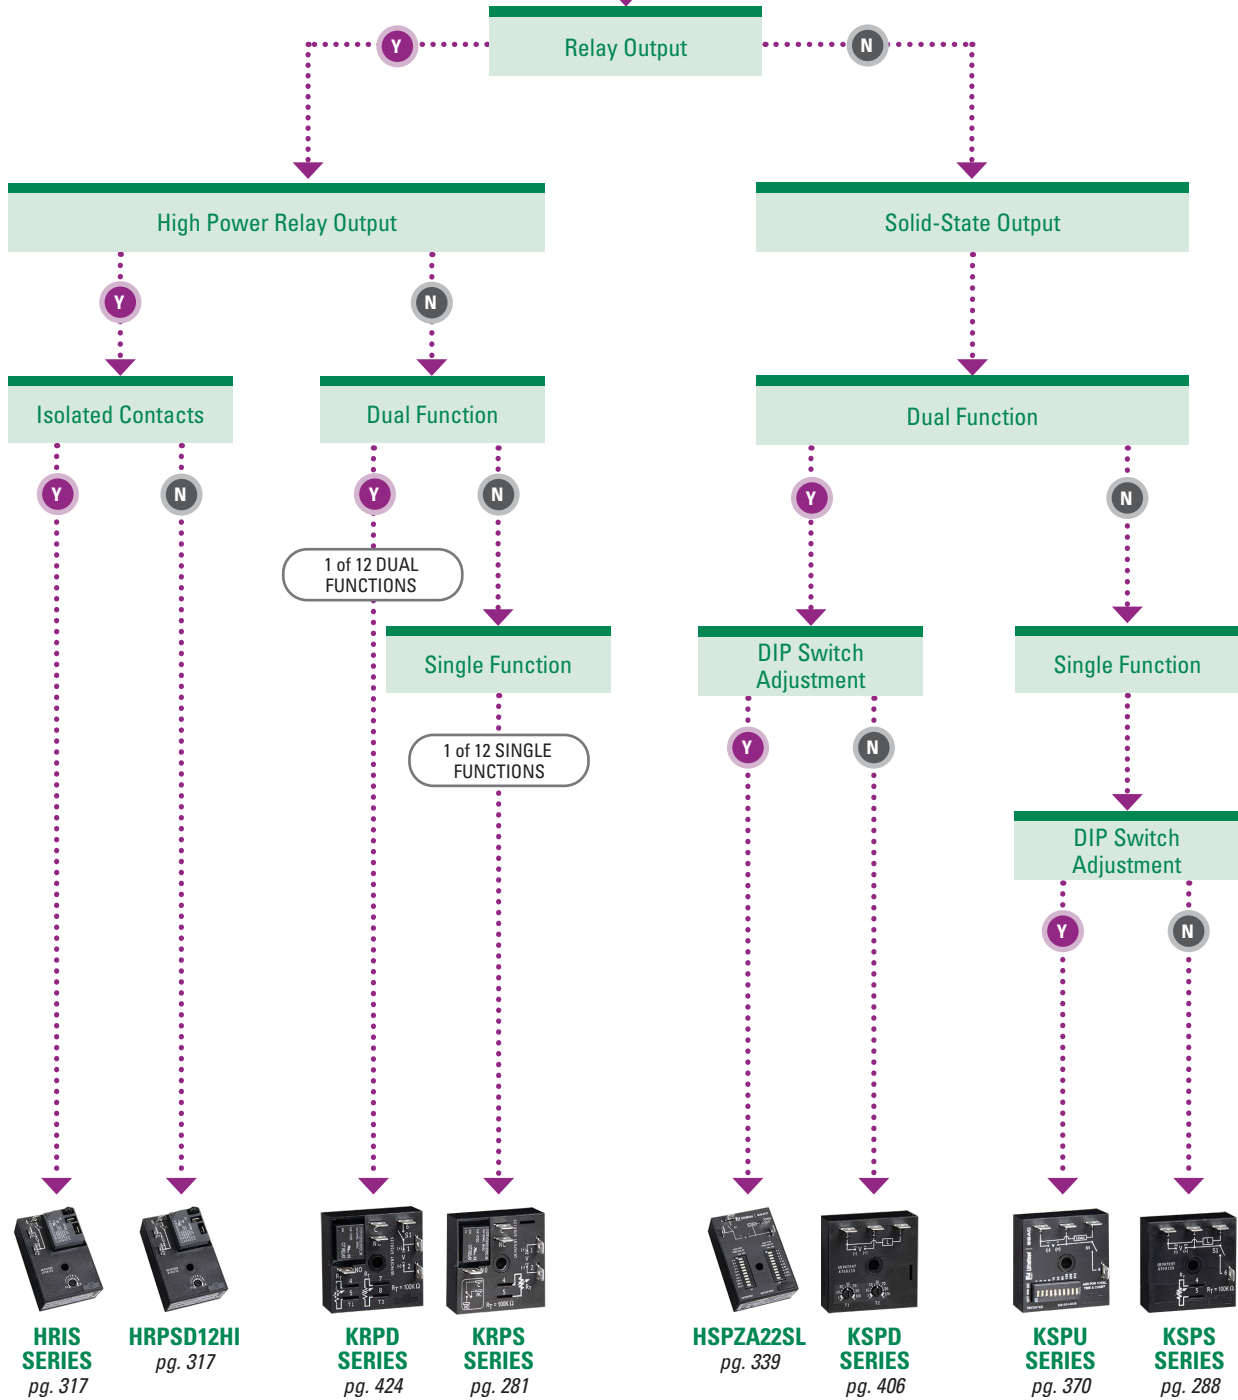 Relay Output
Y
N
High Power Relay Output
Solid-State Output
Y
N
Isolated Contacts
Dual Function
Dual Function
Y
N
Y
N
Y
N
1 of 12 DUAL
FUNCTIONS
Single Function
DIP Switch
Adjustment
Single Function
1 of 12 SINGLE
FUNCTIONS
Y
N
DIP Switch
Adjustment
Y
N
HRIS
SERIES
pg. 317
HRPSD12HI
pg. 317
KRPD
SERIES
pg. 424
KRPS
SERIES
pg. 281
HSPZA22SL
pg. 339
KSPD
SERIES
pg. 406
KSPU
SERIES
pg. 370
KSPS
SERIES
pg. 288